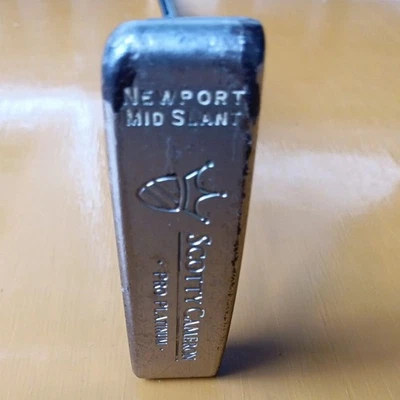 NEWPORT
MID SLANT
SCOTTY CAMERON
· PRO PLATINUM ·